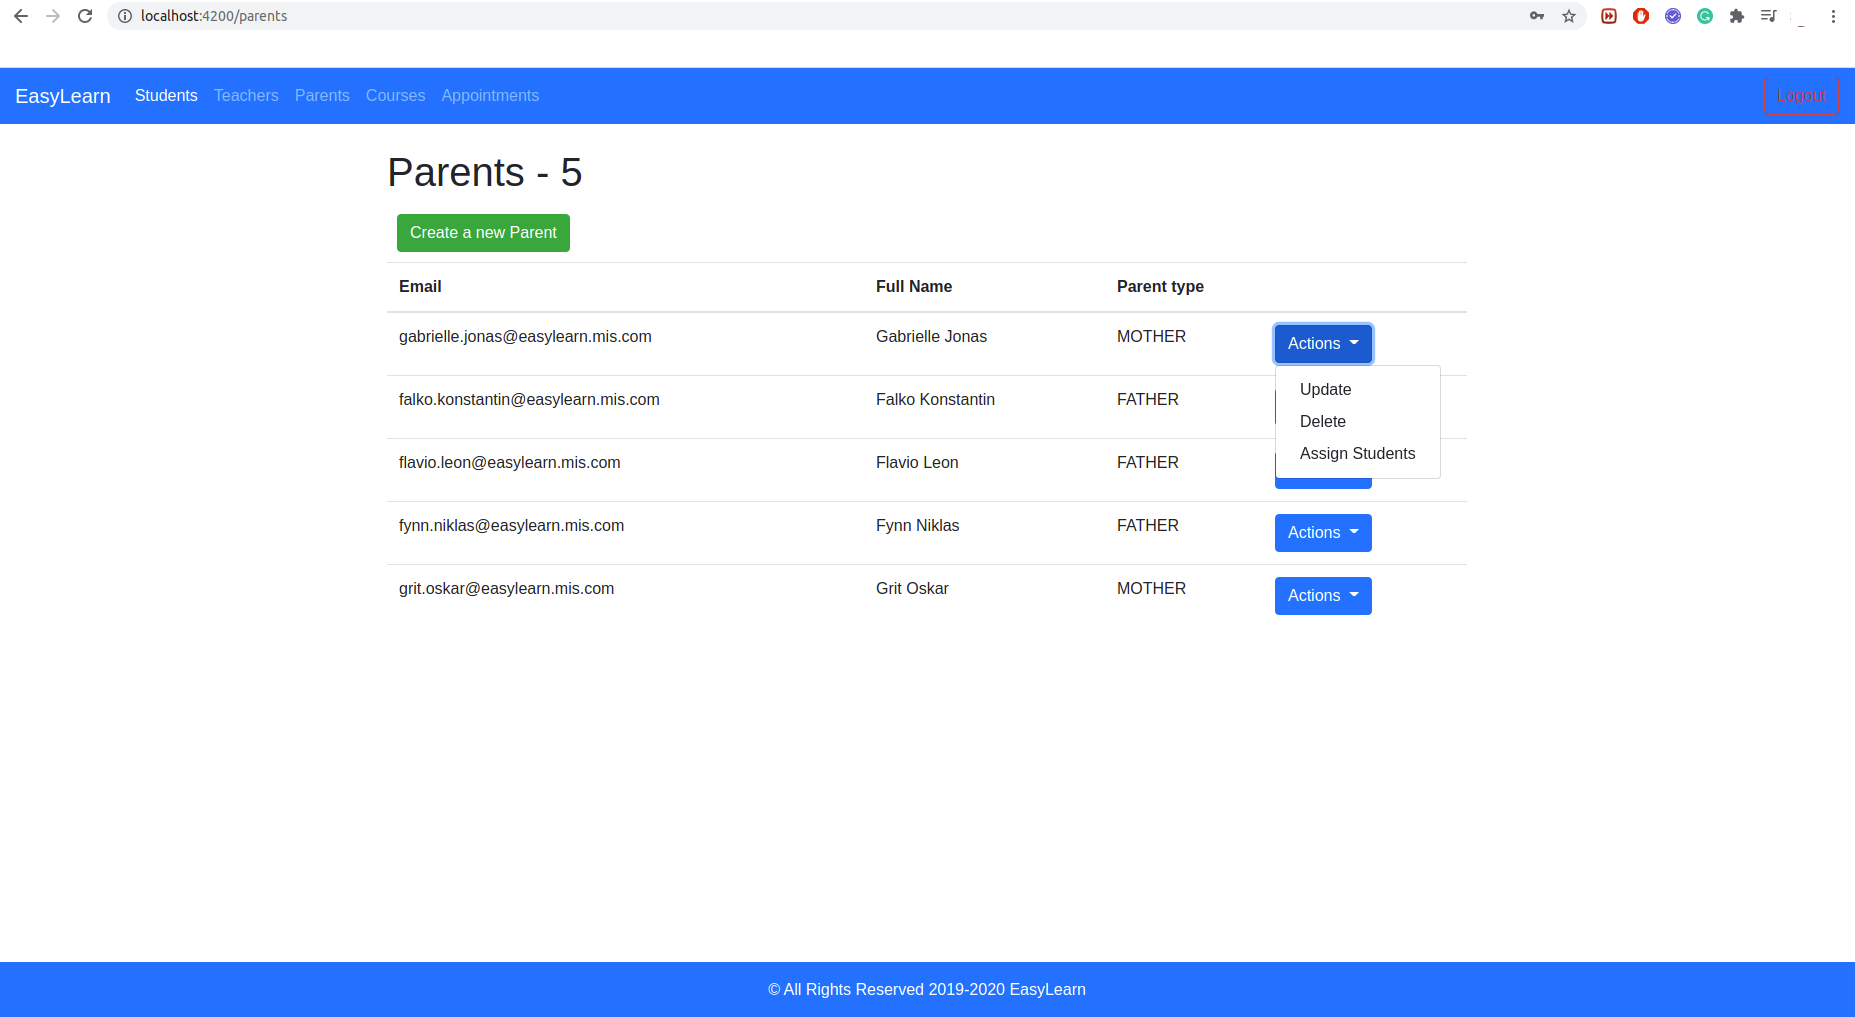 localhost:4200/parents
EasyLearn Students Teachers Parents Courses Appointments Logout
Parents - 5
Create a new Parent
Email Full Name Parent type
gabrielle.jonas@easylearn.mis.com Gabrielle Jonas MOTHER Actions
Update
falko.konstantin@easylearn.mis.com Falko Konstantin FATHER
Delete
Assign Students
flavio.leon@easylearn.mis.com Flavio Leon FATHER
fynn.niklas@easylearn.mis.com Fynn Niklas FATHER Actions
grit.oskar@easylearn.mis.com Grit Oskar MOTHER Actions
© All Rights Reserved 2019-2020 EasyLearn